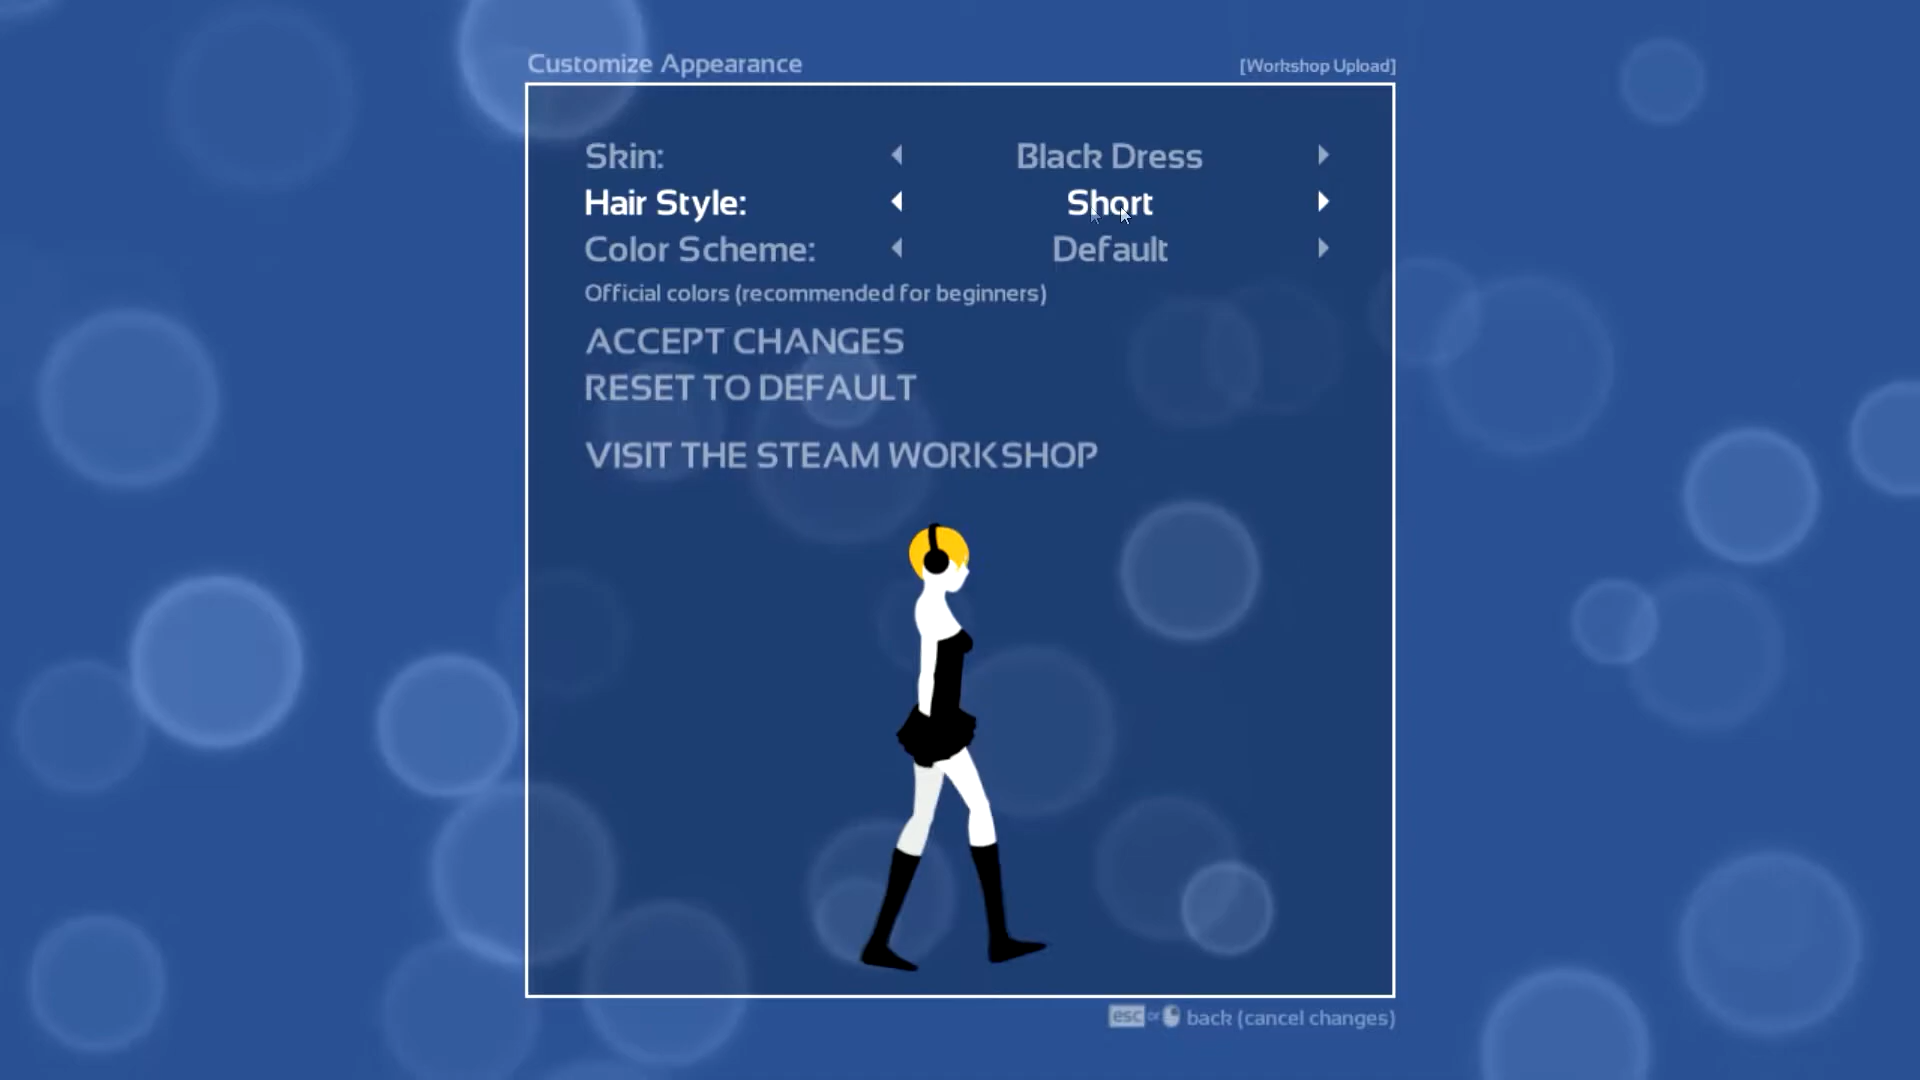 Customize Appearance
[Workshop Upload]
Skin: Black Dress
Hair Style: Short
Color Scheme: Default
Official colors (recommended for beginners)
ACCEPT CHANGES
RESET TO DEFAULT
VISIT THE STEAM WORKSHOP
esc or back (cancel changes)